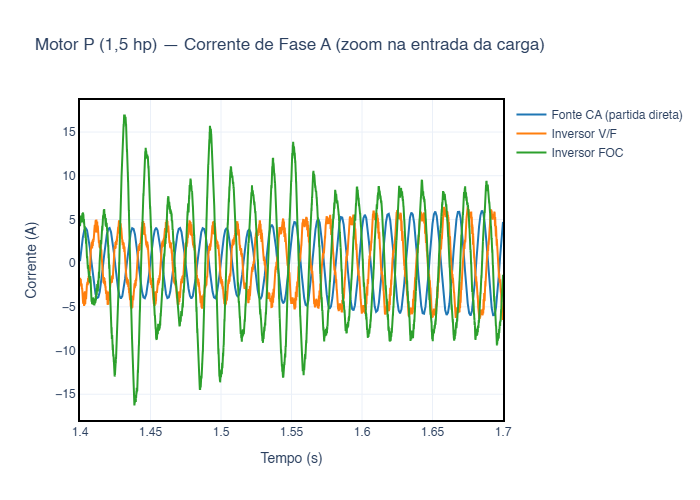 Motor P (1,5 hp) — Corrente de Fase A (zoom na entrada da carga)
Fonte CA (partida direta)
Inversor V/F
Inversor FOC
Corrente (A)
15
10
5
0
−5
−10
−15
1.4 1.45 1.5 1.55 1.6 1.65 1.7
Tempo (s)